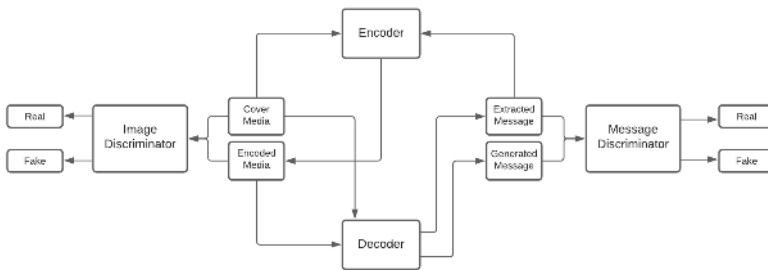 Encoder
Real
Fake
Image
Discriminator
Cover
Media
Encoded
Media
Extracted
Message
Generated
Message
Message
Discriminator
Real
Fake
Decoder